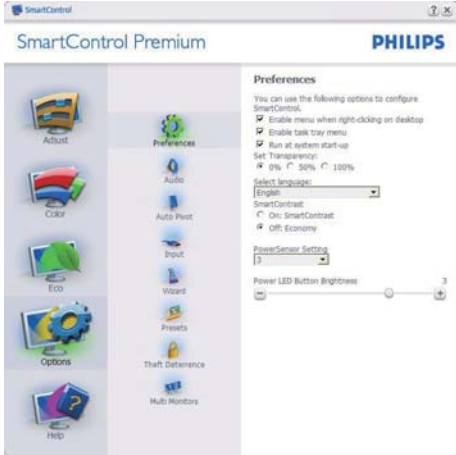 SmartControl
SmartControl Premium
PHILIPS
Adjust
Color
Eco
Options
Help
Preferences
Audio
Auto Pivot
Input
Wizard
Presets
Theft Deterrence
Multi Monitors
Preferences
You can use the following options to configure
SmartControl.
Enable menu when right-clicking on desktop
Enable task tray menu
Run at system start-up
Set Transparency:
0% 50% 100%
Select language:
English
SmartContrast:
On: SmartContrast
Off: Economy
PowerSensor Setting
3
Power LED Button Brightness 3